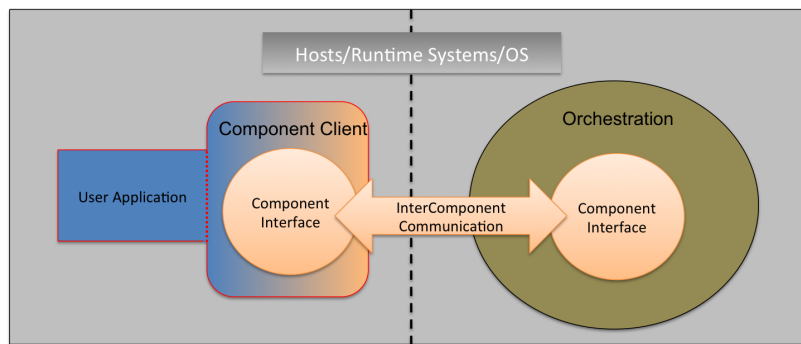 Hosts/Runtime Systems/OS
Component Client
Orchestration
User Application
Component
Interface
InterComponent
Communication
Component
Interface